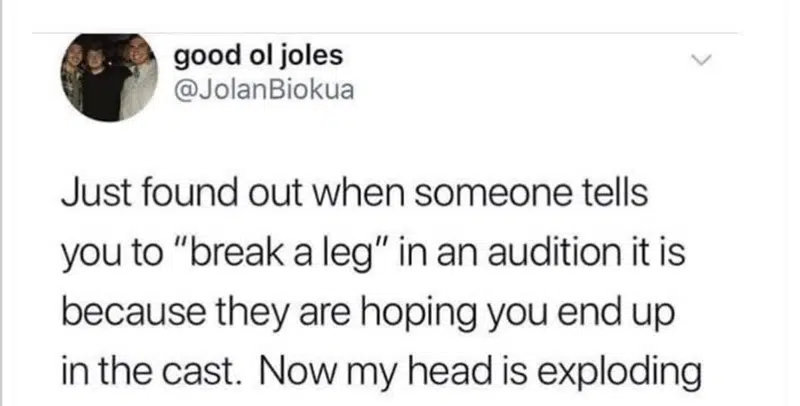 good ol joles
@JolanBiokua
Just found out when someone tells
you to "break a leg" in an audition it is
because they are hoping you end up
in the cast.  Now my head is exploding